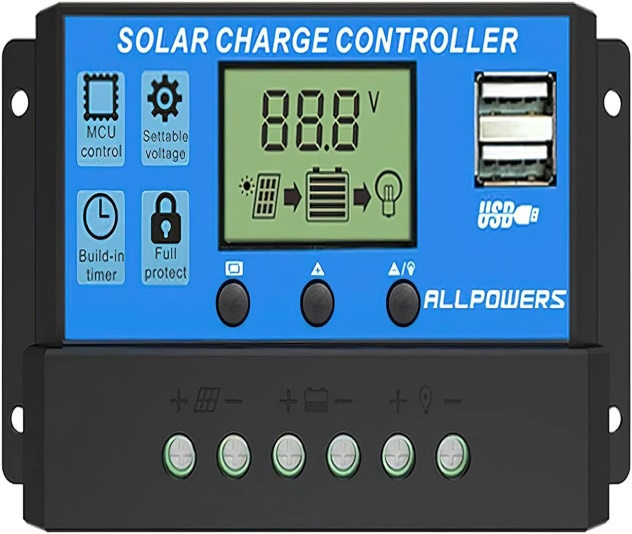 SOLAR CHARGE CONTROLLER
MCU
control
Settable
voltage
88.8 V
Build-in
timer
Full
protect
USB
ALLPOWERS
+ - + - + -